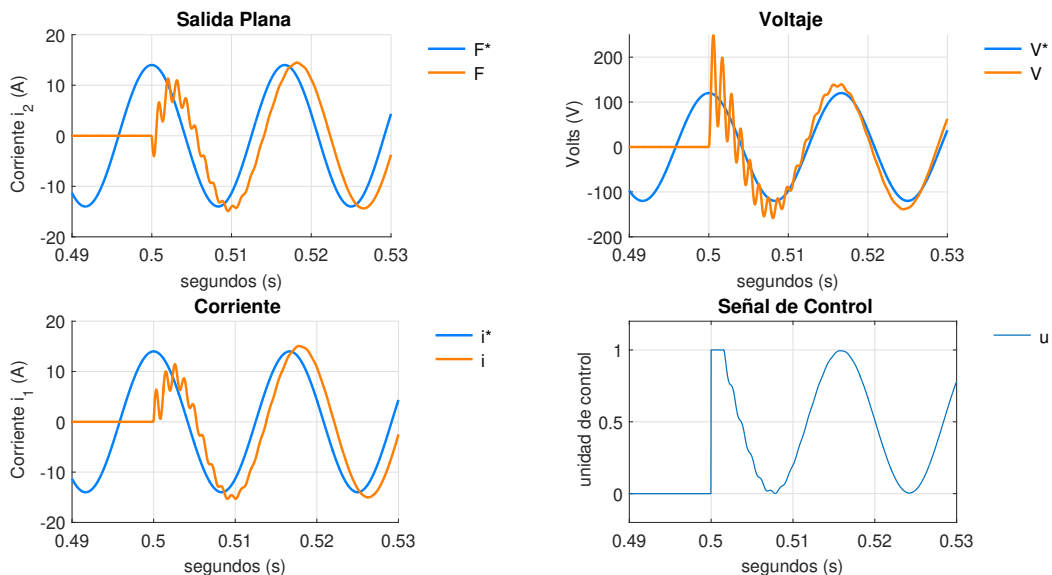 Salida Plana
20
10
0
-10
-20
Corriente i_2 (A)
0.49 0.5 0.51 0.52 0.53
segundos (s)
F*
F
Voltaje
200
100
0
-100
-200
Volts (V)
0.49 0.5 0.51 0.52 0.53
segundos (s)
V*
V
Corriente
20
10
0
-10
-20
Corriente i_1 (A)
0.49 0.5 0.51 0.52 0.53
segundos (s)
i*
i
Señal de Control
1
0.5
0
unidad de control
0.49 0.5 0.51 0.52 0.53
segundos (s)
u